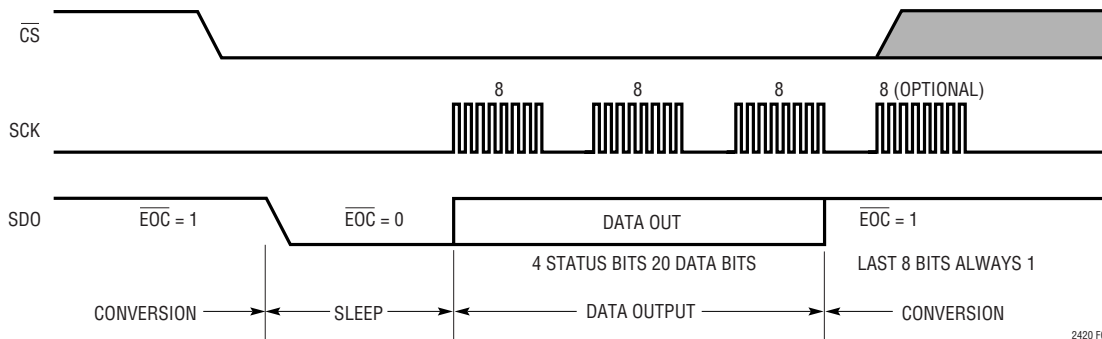 CS
8 8 8 8 (OPTIONAL)
SCK
SDO EOC = 1 EOC = 0 DATA OUT EOC = 1
4 STATUS BITS 20 DATA BITS LAST 8 BITS ALWAYS 1
CONVERSION SLEEP DATA OUTPUT CONVERSION